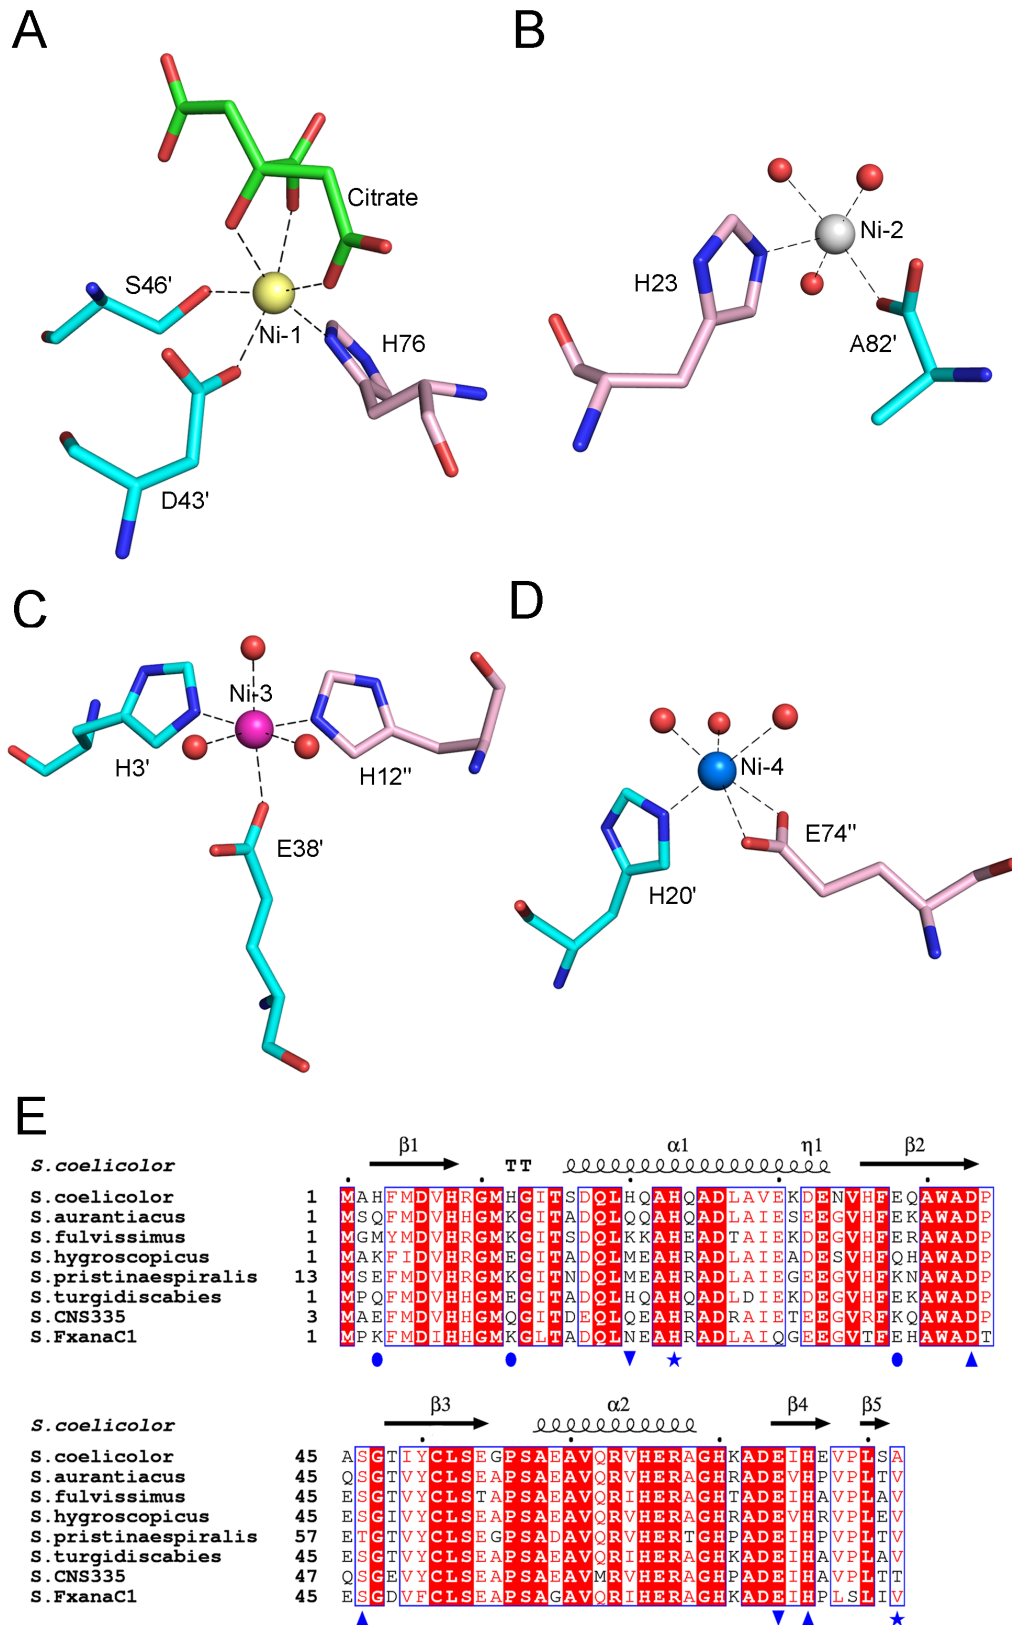 A
B
Citrate
S46'
Ni-1
H76
D43'
Ni-2
H23
A82'
C
D
Ni-3
H3'
H12"
E38'
Ni-4
E74"
H20'
E
β1 α1 η1 β2
S.coelicolor TT
S.coelicolor 1 MAHFMDVHRGMHGITSDQLHQAHQADLAVEKDENVHFEQAWADP
S.aurantiacus 1 MSQFMDVHHGMKGITADQLQQAHQADLAIESEEGVHFEKAWADP
S.fulvissimus 1 MGMYMDVHRGMKGITSDQLKKAHEADTAIEKDEGVHFERAWADP
S.hygroscopicus 1 MAKFIDVHRGMEGITADQLMEAHRADLAIEADESVHFQHAWADP
S.pristinaespiralis 13 MSEFMDVHRGMKGITNDQLMEAHRADLAIEGEEGVHFKNAWADP
S.turgidiscabies 1 MPQFMDVHRGMEGITADQLHQAHQADLDIEKDEGVHFEKAWADP
S.CNS335 3 MAEFMDVHRGMQGITDEQLQEAHRADRAIETEEGVRFKQAWADP
S.FxanaC1 1 MPKFMDIHHGMKGLTADQLNEAHRADLAIQGEEGVTFEHAWADT
β3 α2 β4 β5
S.coelicolor
S.coelicolor 45 ASGTIYCLSEGPSAEAVQRVHERAGHKADEIHEVPLSA
S.aurantiacus 45 QSGTVYCLSEAPSAEAVQRVHERAGHRADEVHPVPLTV
S.fulvissimus 45 ESGTVYCLSTAPSAEAVQRIHERAGHTADEIHAVPLAV
S.hygroscopicus 45 ESGIVYCLSEAPSAEAVQRVHERAGHKADEVHRVPLEV
S.pristinaespiralis 57 ETGTVYCLSEGPSADAVQRVHERTGHPADEIHPVPLTV
S.turgidiscabies 45 ESGTVYCLSEAPSAEAVQRIHERAGHKADEIHAVPLAV
S.CNS335 47 QSGEVYCLSEAPSAEAVMRVHERAGHPADEIHAVPLTT
S.FxanaC1 45 ESGDVFCLSEAPSAGAVQRIHERAGHKADEIHPLSLIV